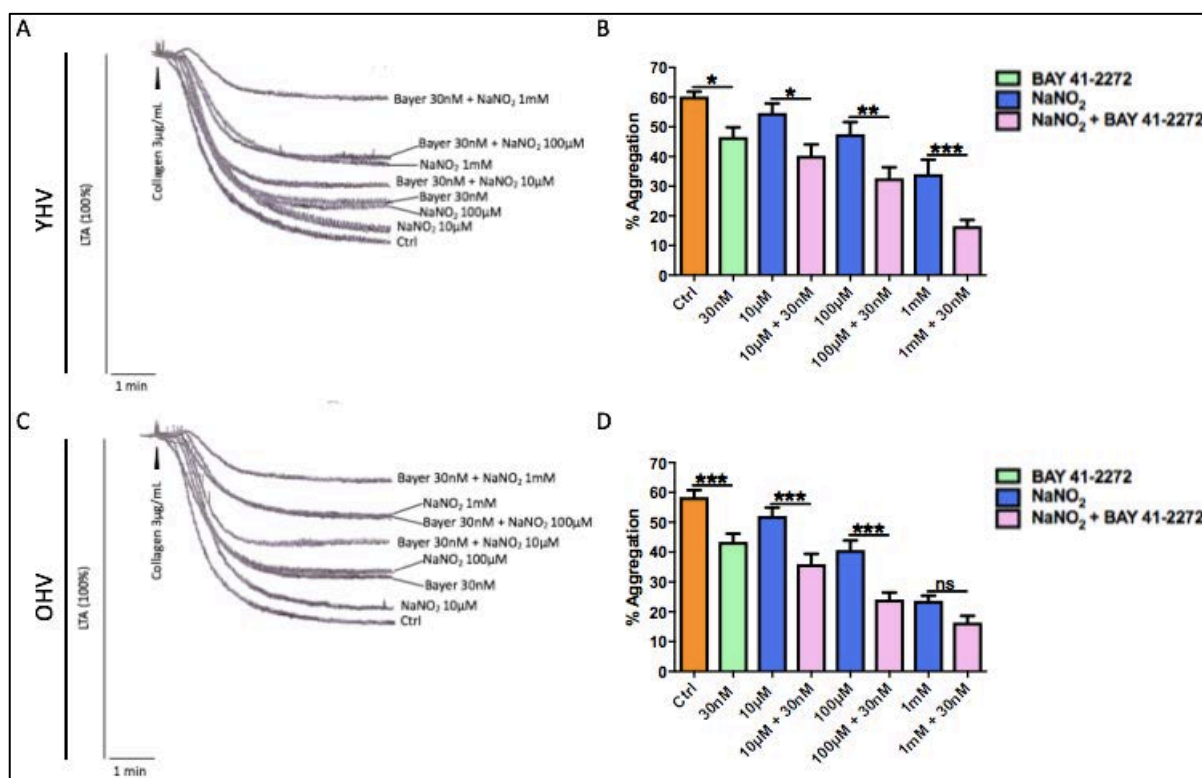 A
YHV
LTA (100%)
Collagen 3µg/mL
Bayer 30nM + NaNO₂ 1mM
Bayer 30nM + NaNO₂ 100µM
NaNO₂ 1mM
Bayer 30nM + NaNO₂ 10µM
Bayer 30nM
NaNO₂ 100µM
NaNO₂ 10µM
Ctrl
1 min
B
% Aggregation
70
60
50
40
30
20
10
0
*
*
**
***
Ctrl
30nM
10µM
10µM + 30nM
100µM
100µM + 30nM
1mM
1mM + 30nM
BAY 41-2272
NaNO₂
NaNO₂ + BAY 41-2272
C
OHV
LTA (100%)
Collagen 3µg/mL
Bayer 30nM + NaNO₂ 1mM
NaNO₂ 1mM
Bayer 30nM + NaNO₂ 100µM
Bayer 30nM + NaNO₂ 10µM
NaNO₂ 100µM
Bayer 30nM
NaNO₂ 10µM
Ctrl
1 min
D
% Aggregation
70
60
50
40
30
20
10
0
***
***
***
ns
Ctrl
30nM
10µM
10µM + 30nM
100µM
100µM + 30nM
1mM
1mM + 30nM
BAY 41-2272
NaNO₂
NaNO₂ + BAY 41-2272